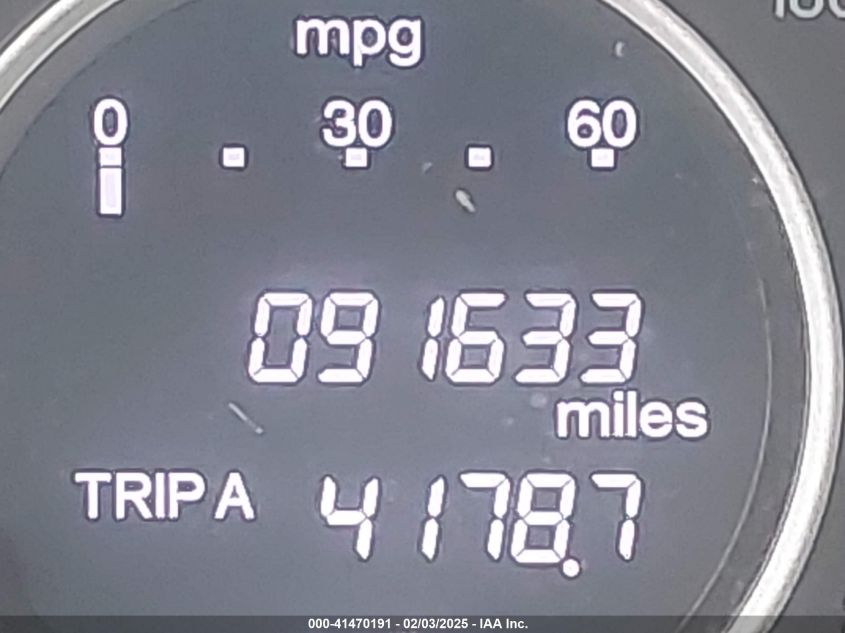 mpg
0 30 60
091633
miles
TRIP A 4178.7
000-41470191 - 02/03/2025 - IAA Inc.